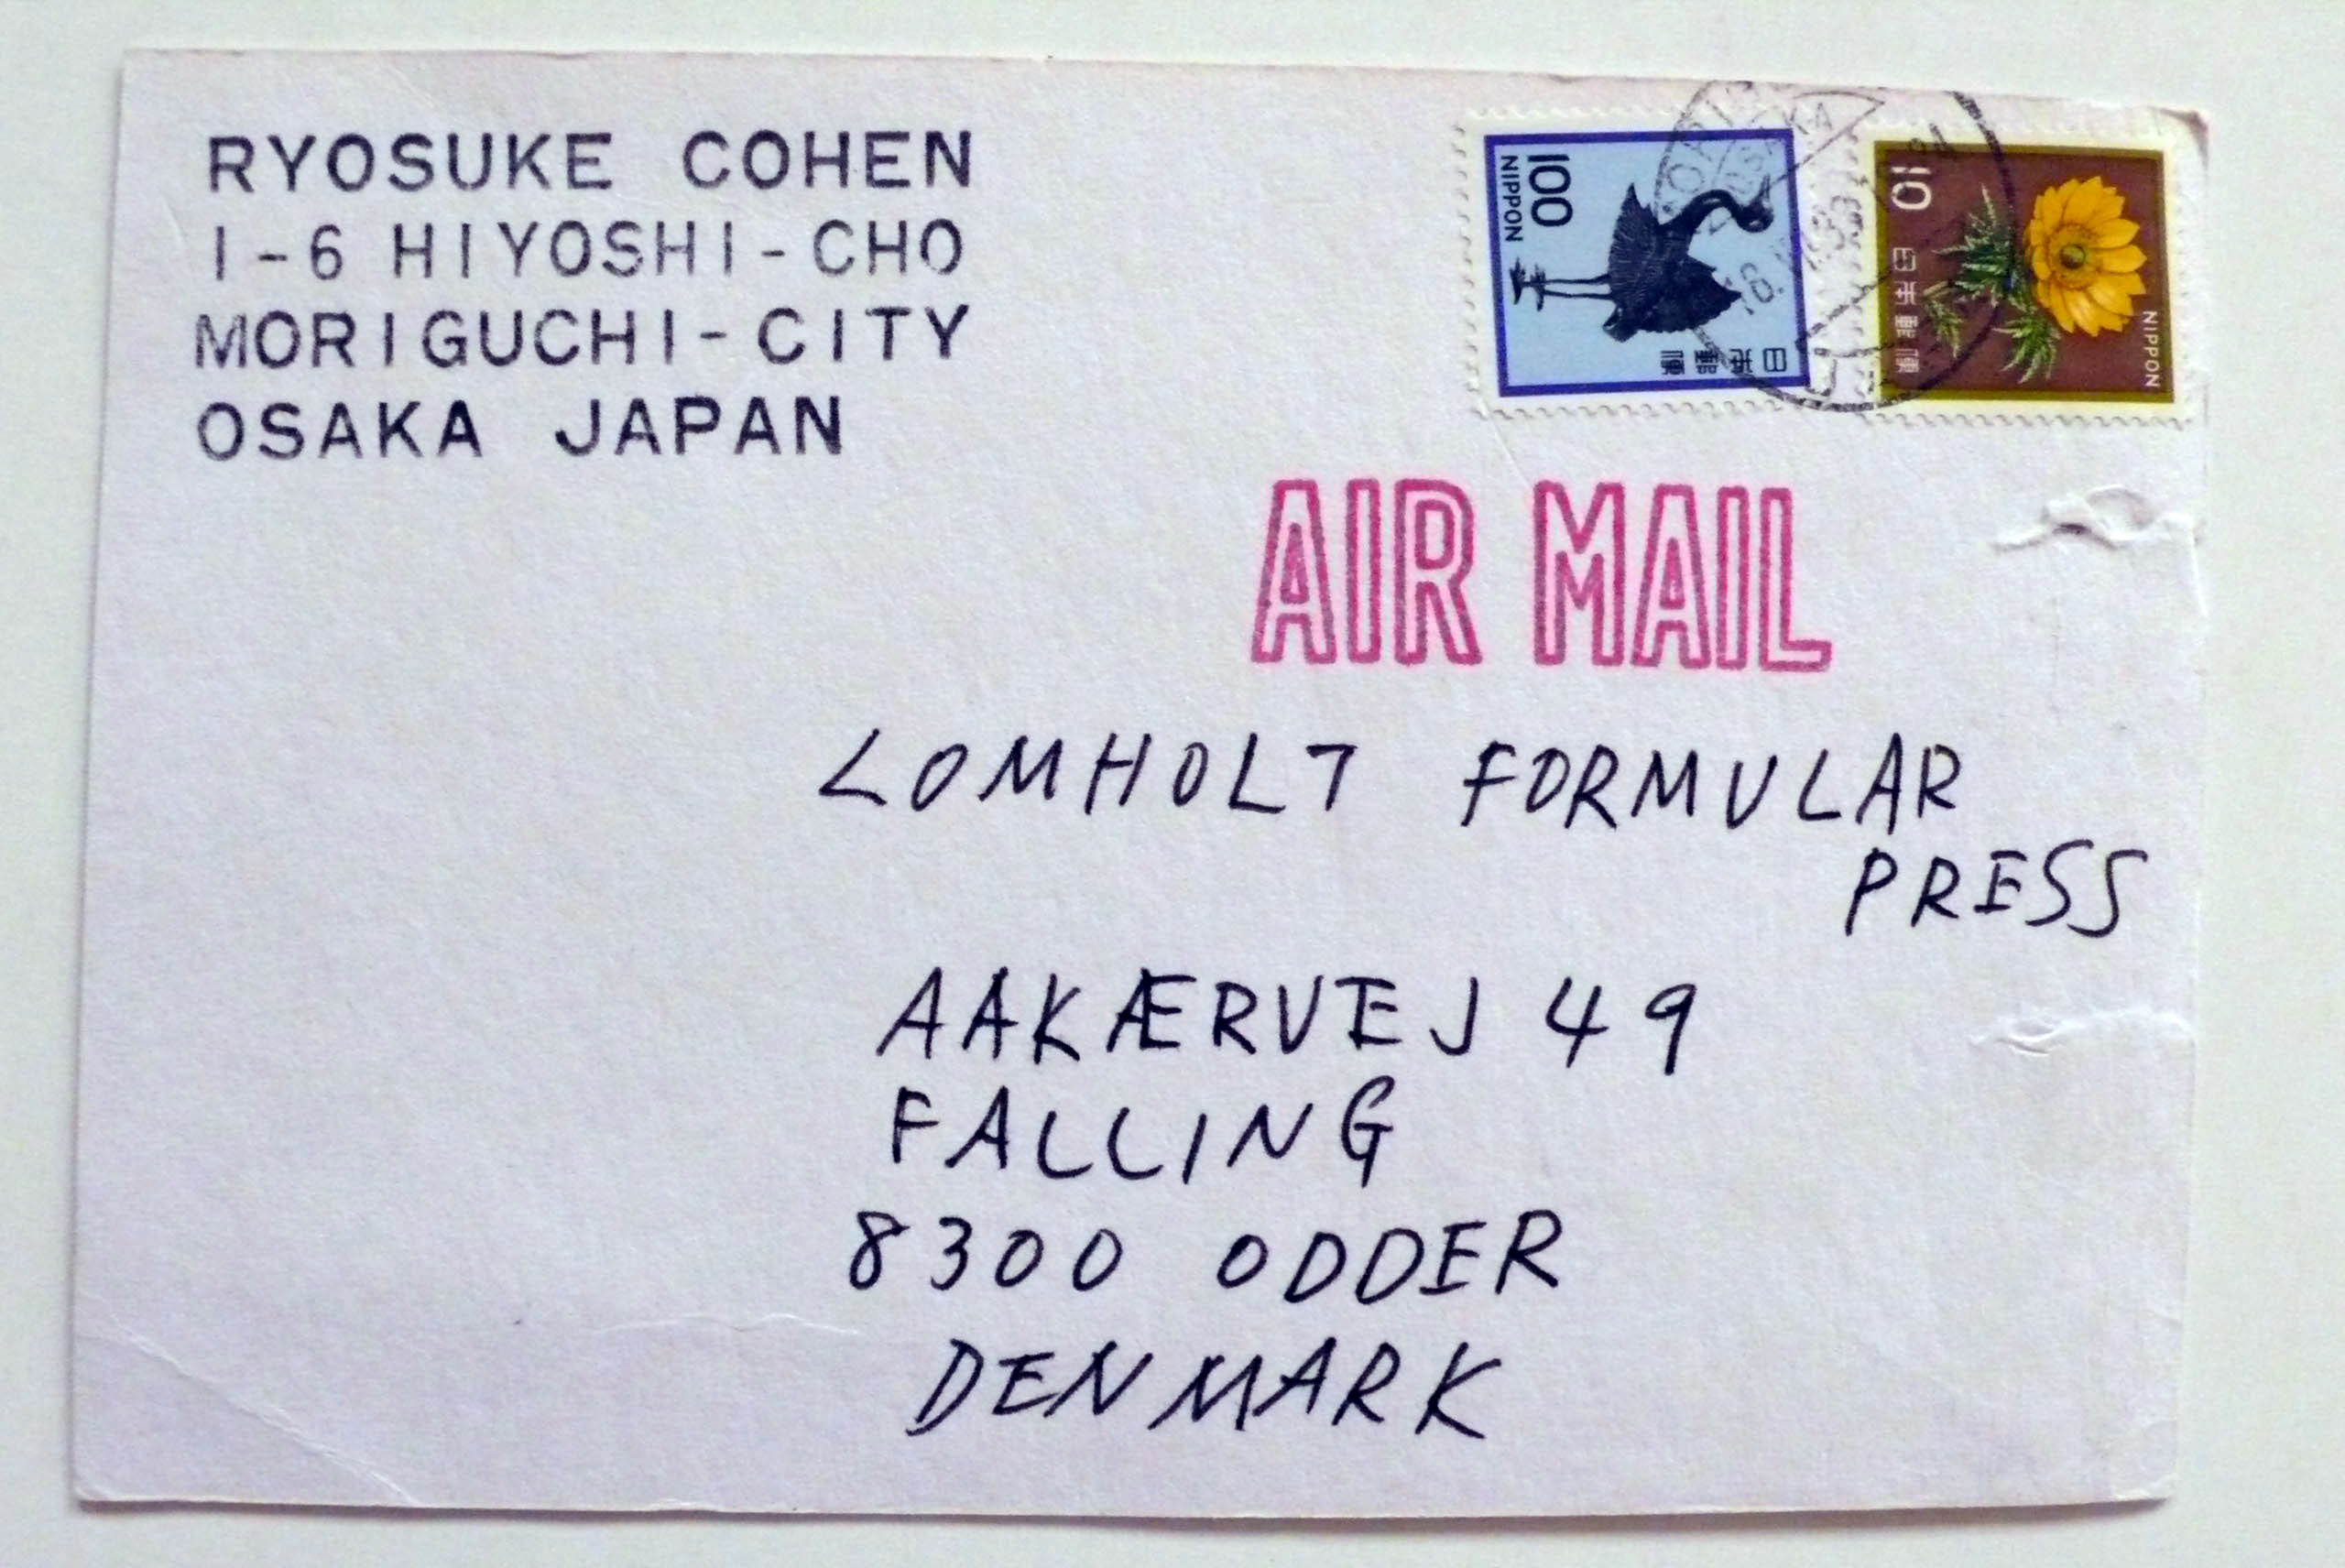 RYOSUKE COHEN
1-6 HIYOSHI-CHO
MORIGUCHI-CITY
OSAKA JAPAN
100
NIPPON
日本郵便
10
日本郵便
NIPPON
AIR MAIL
LOMHOLT FORMULAR
PRESS
AAKÆRVEJ 49
FALLING
8300 ODDER
DENMARK